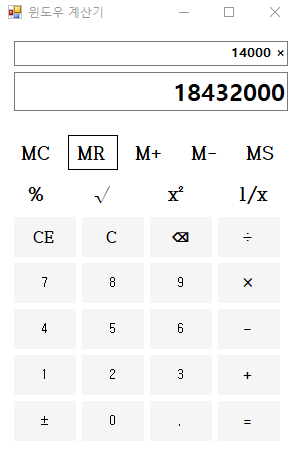 윈도우 계산기
14000 ×
18432000
MC MR M+ M- MS
% √ x² 1/x
CE C ⌫ ÷
7 8 9 ×
4 5 6 -
1 2 3 +
± 0 . =